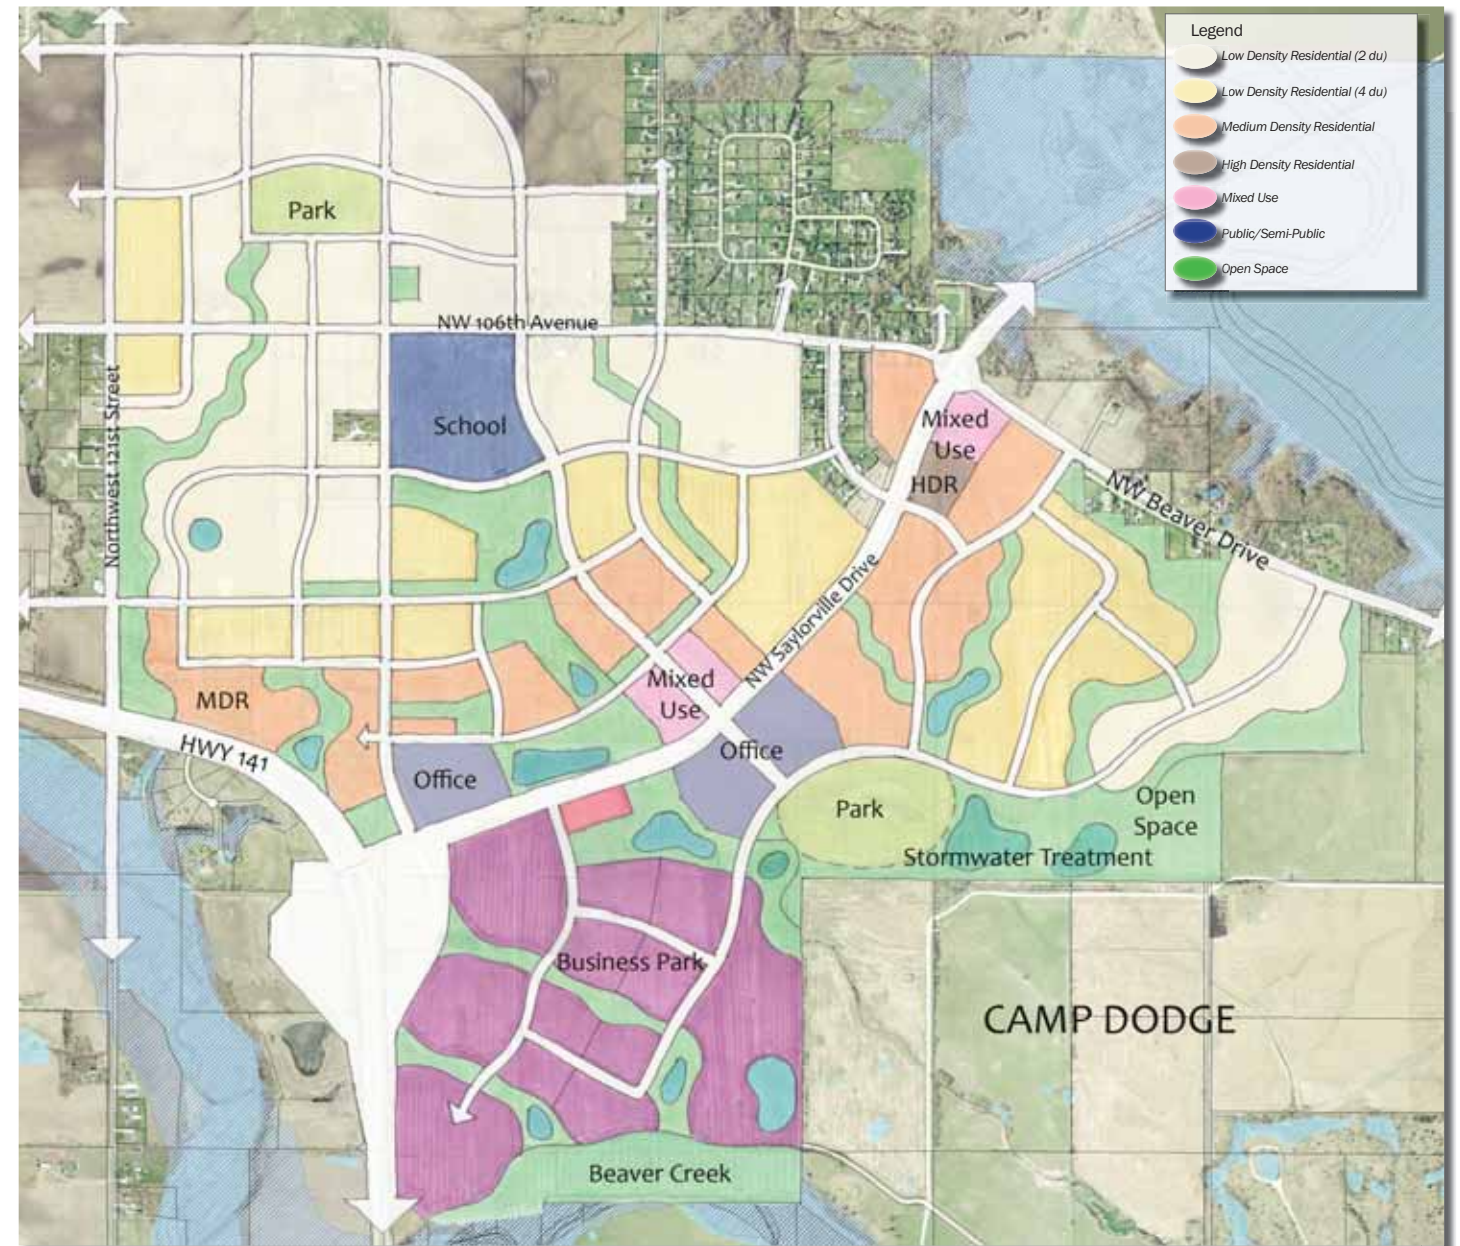 Legend
Low Density Residential (2 du)
Low Density Residential (4 du)
Medium Density Residential
High Density Residential
Mixed Use
Public/Semi-Public
Open Space
Park
NW 106th Avenue
Northwest 121st Street
School
Mixed
Use
HDR
NW Beaver Drive
NW Saylorville Drive
Mixed
Use
MDR
HWY 141
Office
Office
Park
Open
Space
Stormwater Treatment
Business Park
CAMP DODGE
Beaver Creek